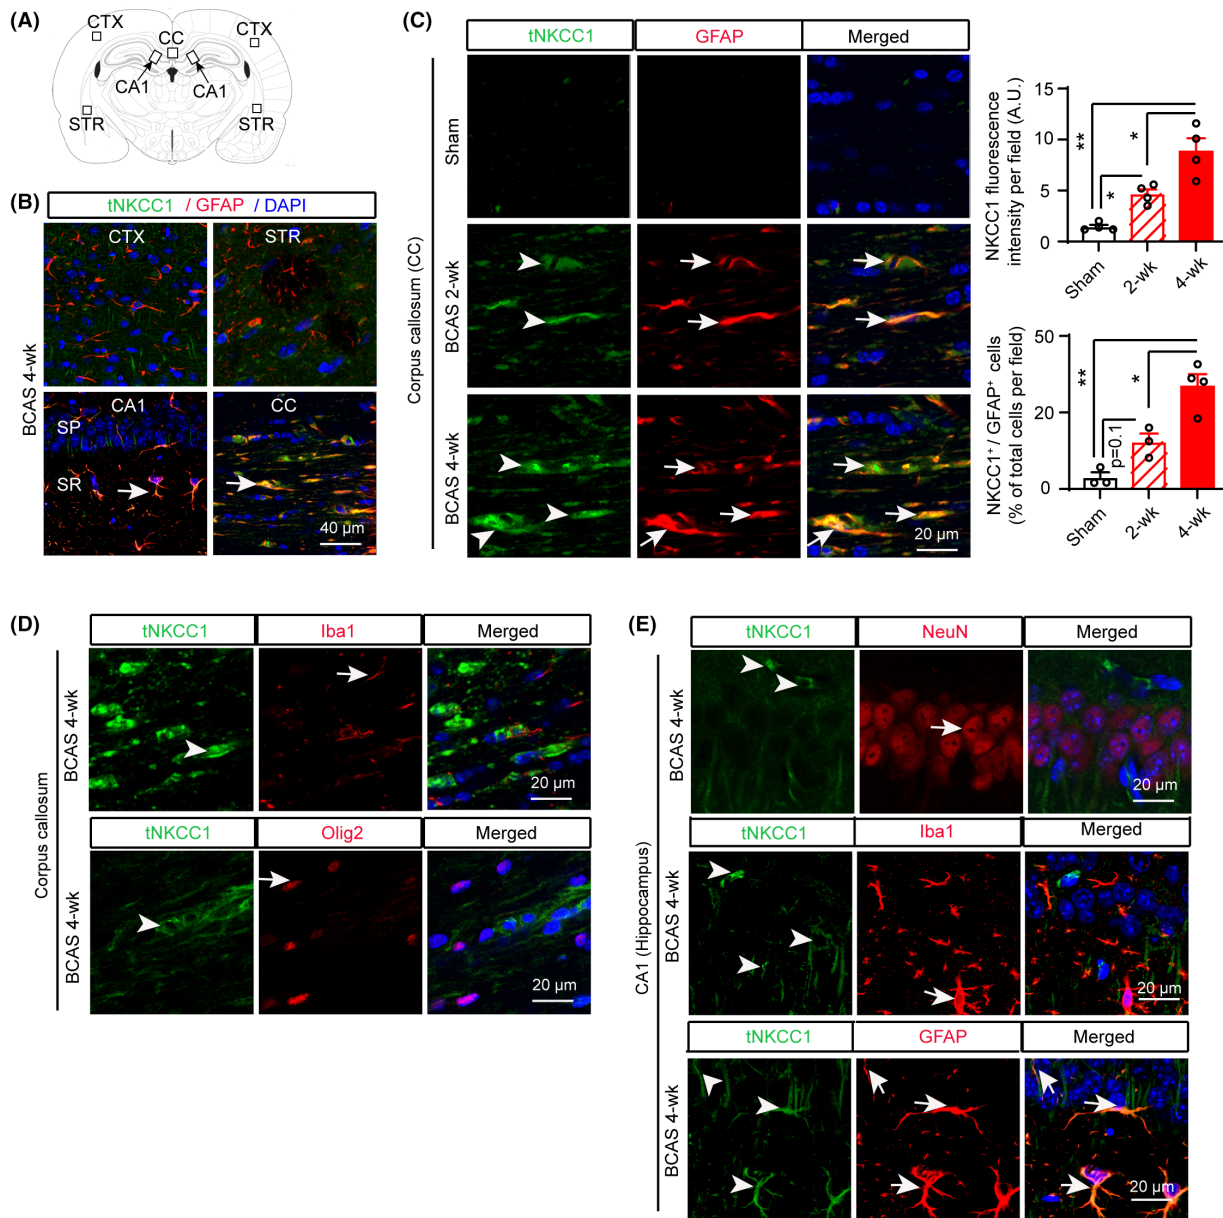 (A)
CTX
CC
CTX
CA1
CA1
STR
STR
(B)
tNKCC1 / GFAP / DAPI
BCAS 4-wk
CTX
STR
CA1
CC
SP
SR
40 µm
(C)
tNKCC1
GFAP
Merged
Corpus callosum (CC)
Sham
BCAS 2-wk
BCAS 4-wk
20 µm
NKCC1 fluorescence
intensity per field (A.U.)
15
10
5
0
**
*
*
Sham
2-wk
4-wk
NKCC1⁺ / GFAP⁺ cells
(% of total cells per field)
50
20
0
**
*
p=0.1
Sham
2-wk
4-wk
(D)
tNKCC1
Iba1
Merged
Corpus callosum
BCAS 4-wk
20 µm
tNKCC1
Olig2
Merged
BCAS 4-wk
20 µm
(E)
tNKCC1
NeuN
Merged
CA1 (Hippocampus)
BCAS 4-wk
20 µm
tNKCC1
Iba1
Merged
BCAS 4-wk
20 µm
tNKCC1
GFAP
Merged
BCAS 4-wk
20 µm